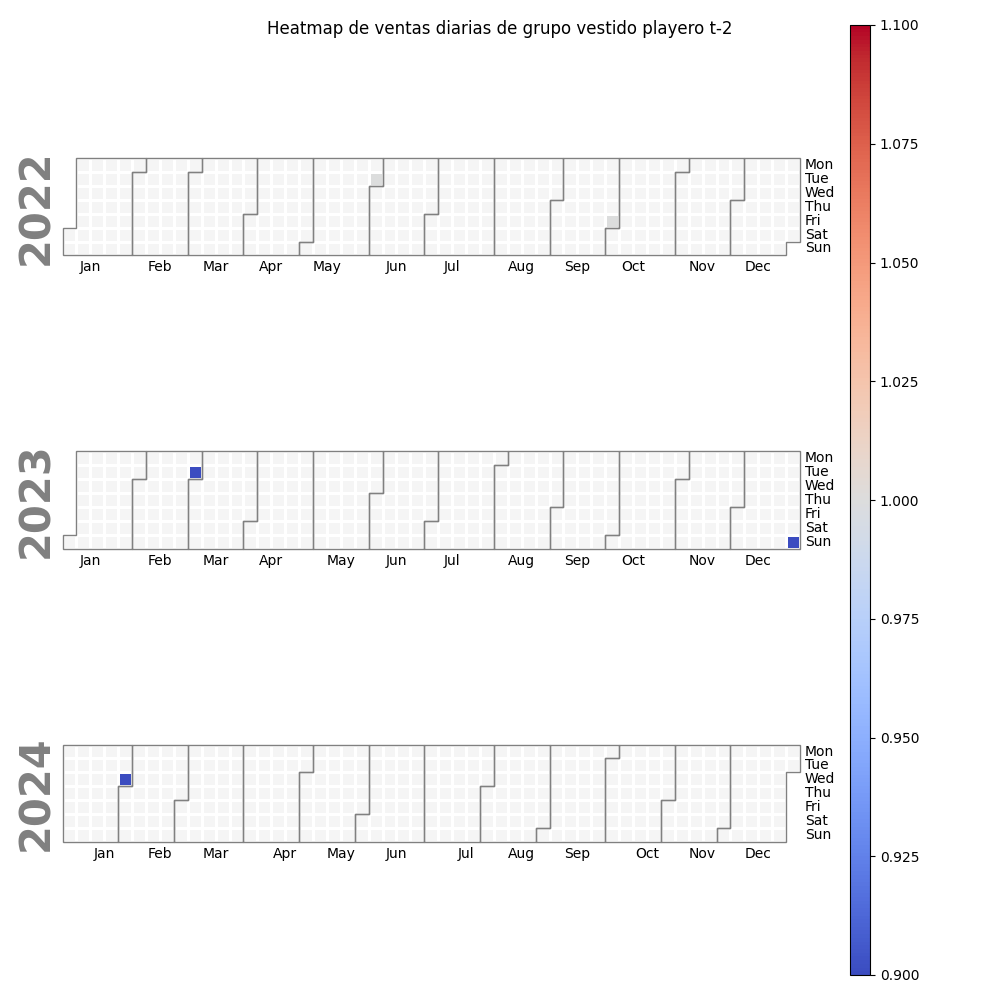 Heatmap de ventas diarias de grupo vestido playero t-2
2022
Mon
Tue
Wed
Thu
Fri
Sat
Sun
Jan Feb Mar Apr May Jun Jul Aug Sep Oct Nov Dec
2023
Mon
Tue
Wed
Thu
Fri
Sat
Sun
Jan Feb Mar Apr May Jun Jul Aug Sep Oct Nov Dec
2024
Mon
Tue
Wed
Thu
Fri
Sat
Sun
Jan Feb Mar Apr May Jun Jul Aug Sep Oct Nov Dec
1.100
1.075
1.050
1.025
1.000
0.975
0.950
0.925
0.900